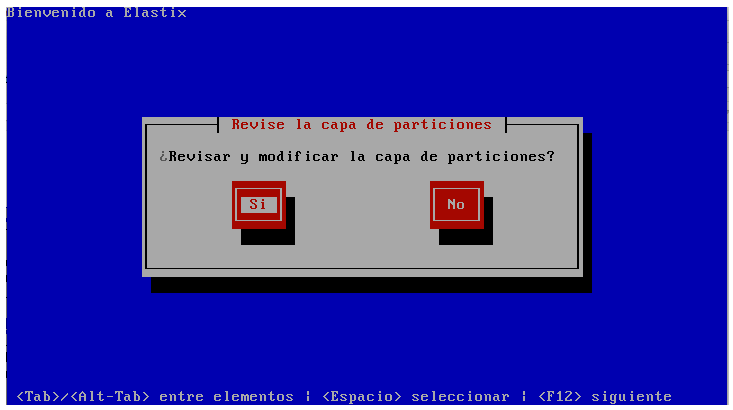 Bienvenido a Elastix
Revise la capa de particiones
¿Revisar y modificar la capa de particiones?
Si No
<Tab>/<Alt-Tab> entre elementos | <Espacio> seleccionar | <F12> siguiente